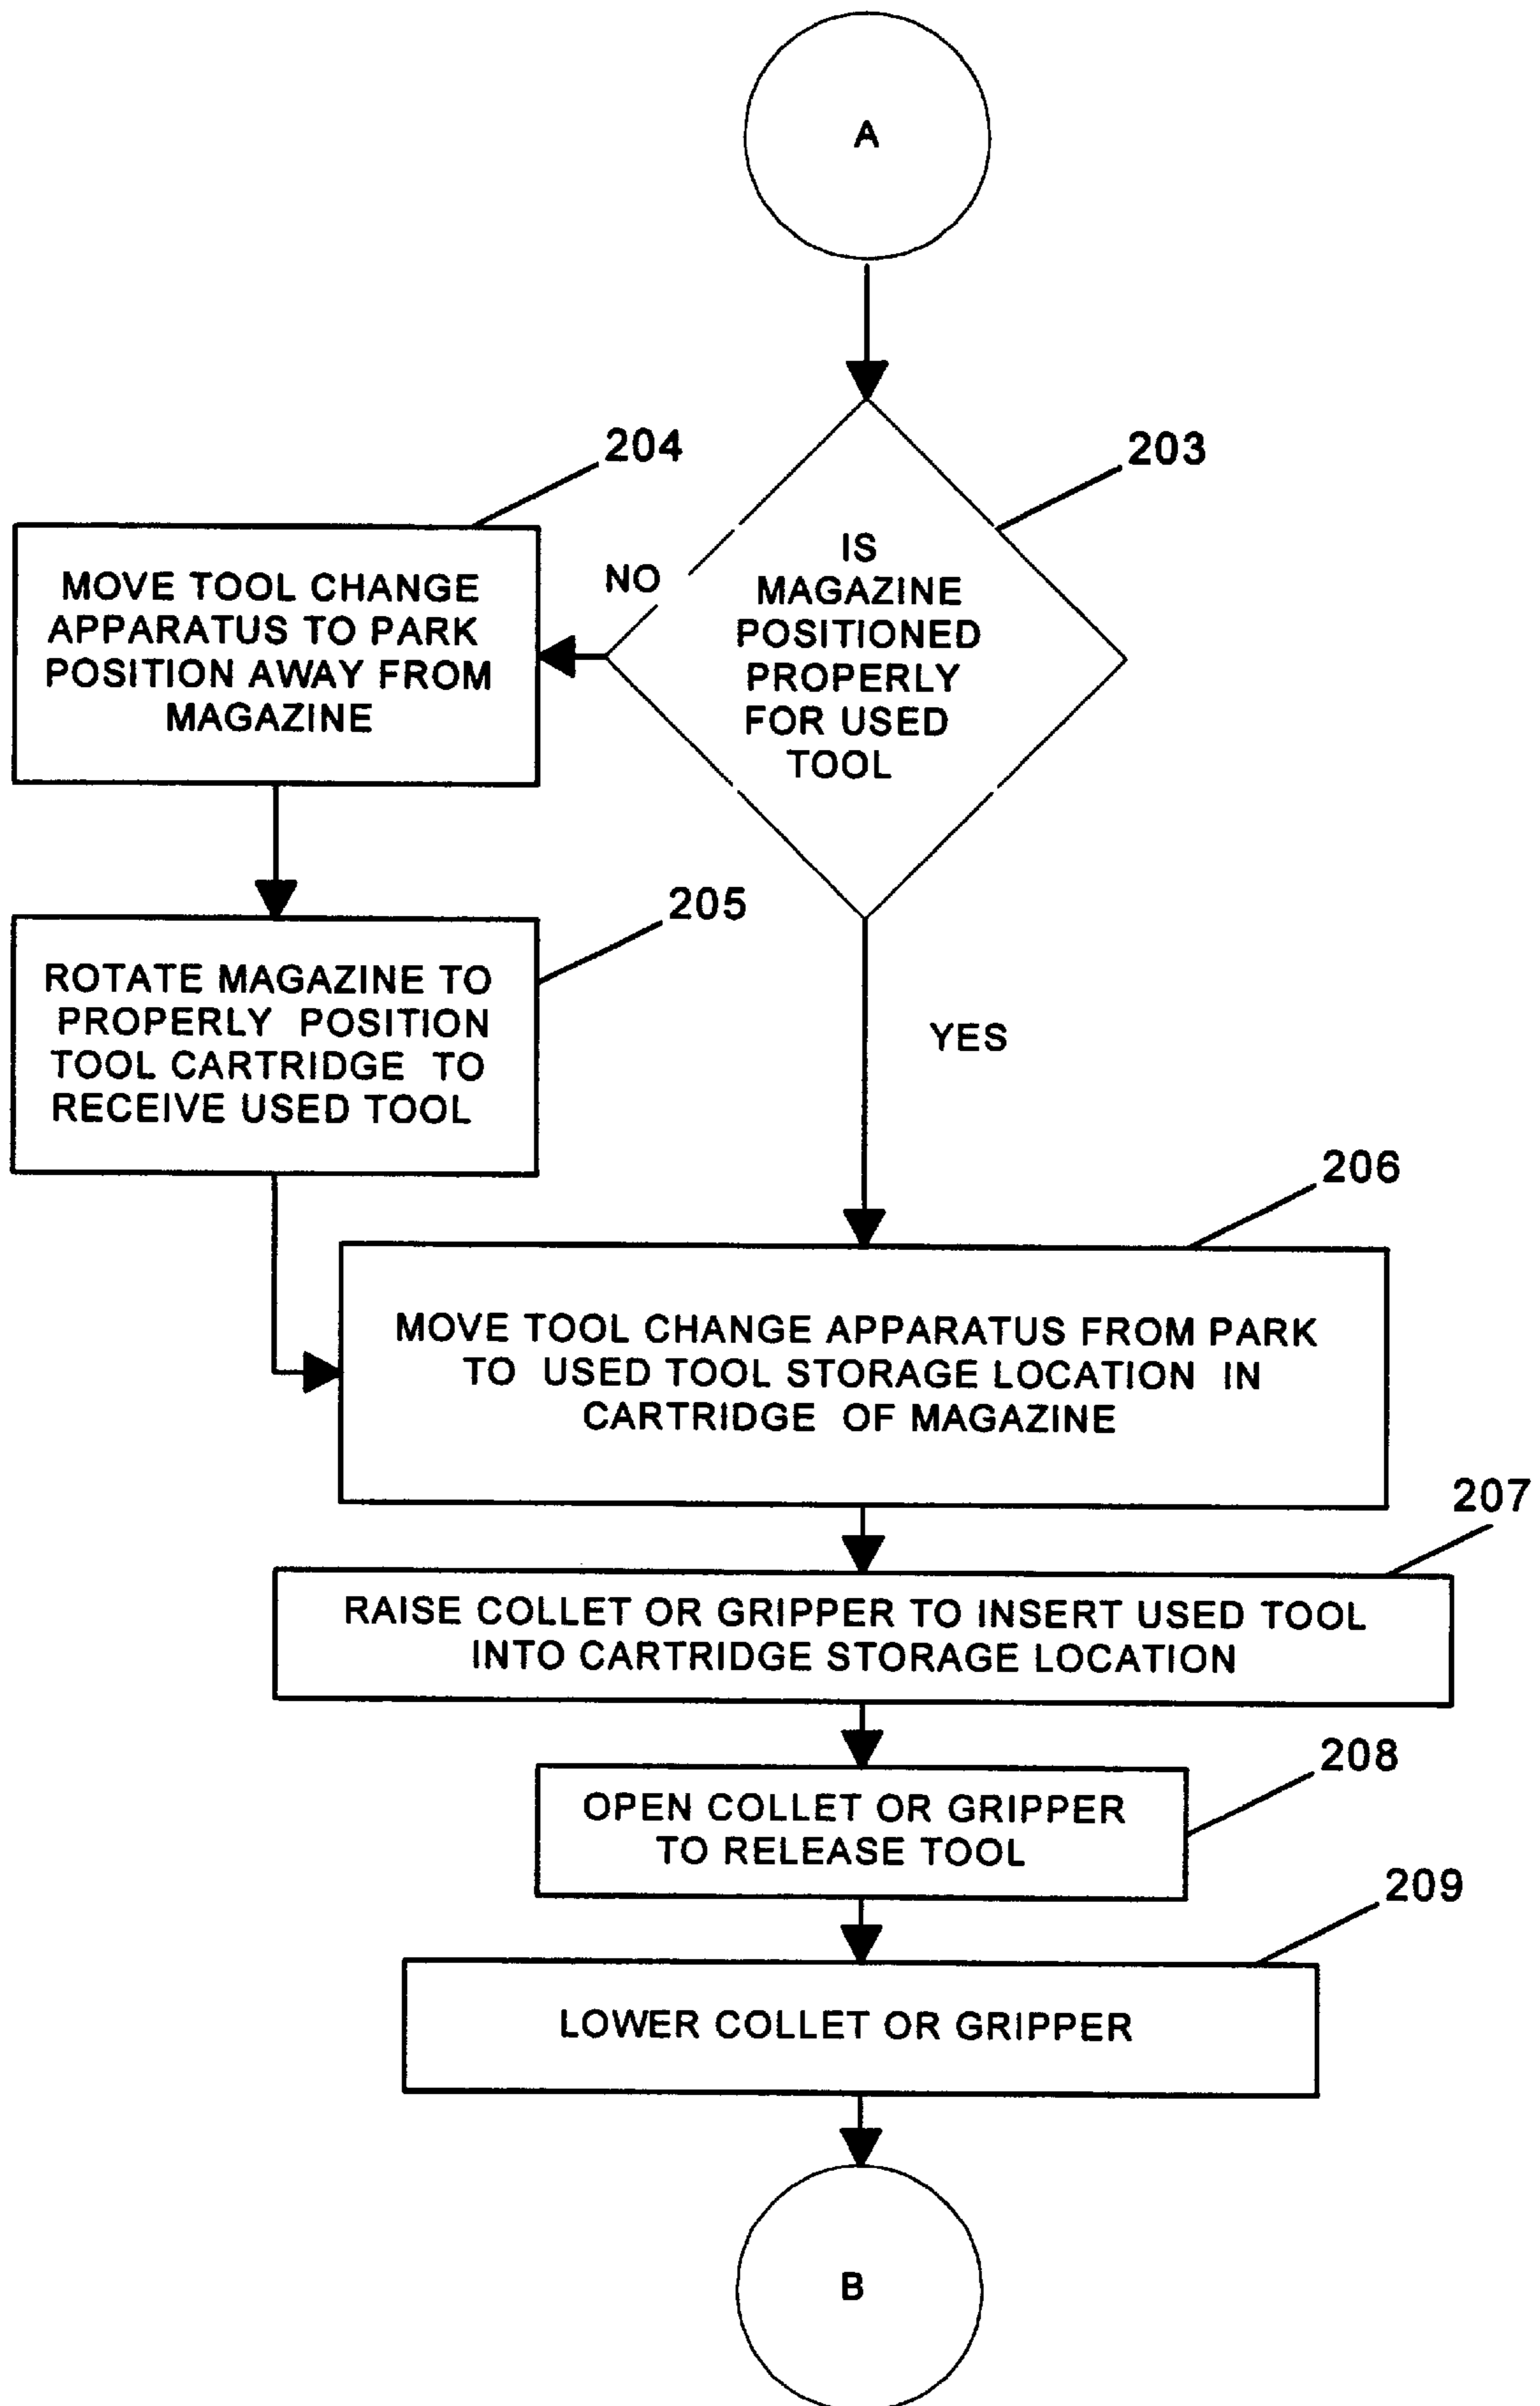 A
203
IS
MAGAZINE
POSITIONED
PROPERLY
FOR USED
TOOL
NO
204
MOVE TOOL CHANGE
APPARATUS TO PARK
POSITION AWAY FROM
MAGAZINE
205
ROTATE MAGAZINE TO
PROPERLY POSITION
TOOL CARTRIDGE TO
RECEIVE USED TOOL
YES
206
MOVE TOOL CHANGE APPARATUS FROM PARK
TO USED TOOL STORAGE LOCATION IN
CARTRIDGE OF MAGAZINE
207
RAISE COLLET OR GRIPPER TO INSERT USED TOOL
INTO CARTRIDGE STORAGE LOCATION
208
OPEN COLLET OR GRIPPER
TO RELEASE TOOL
209
LOWER COLLET OR GRIPPER
B